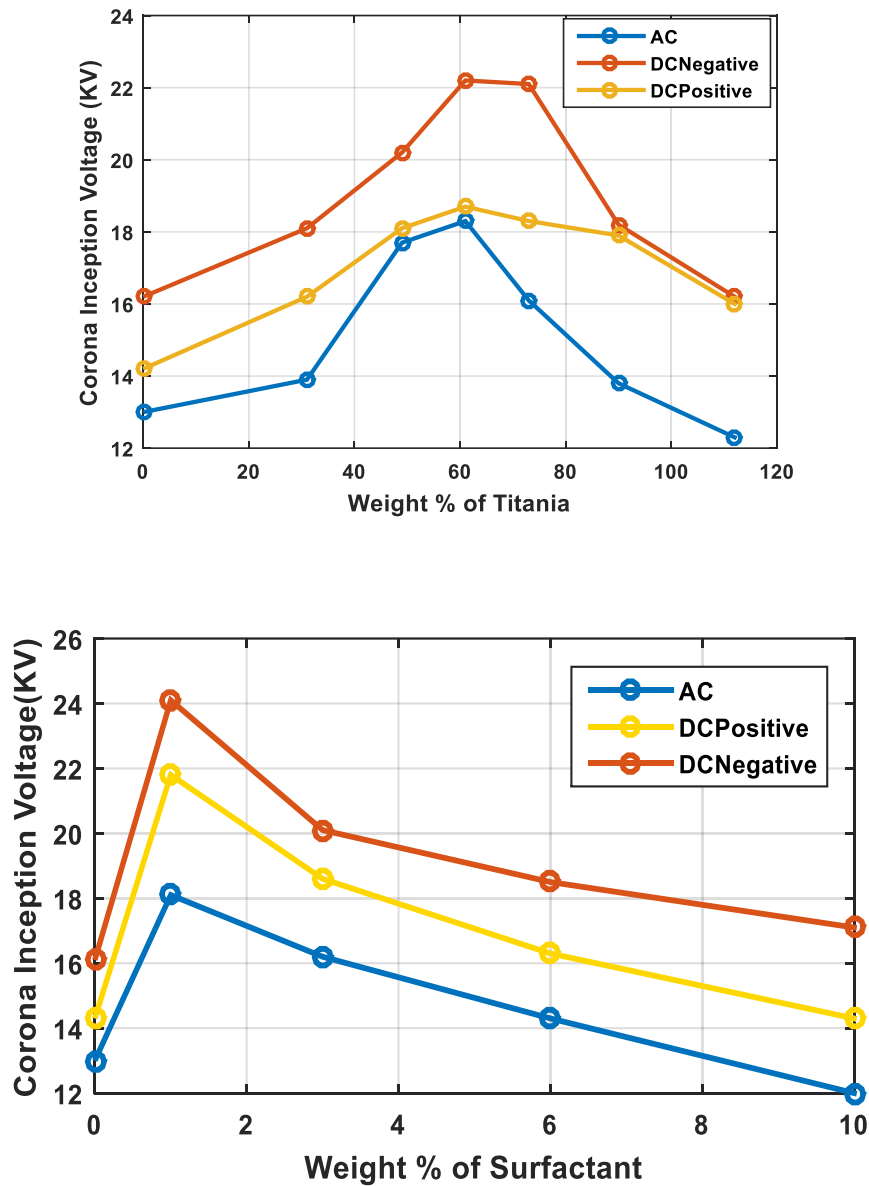 24
22
20
18
16
14
12
0 20 40 60 80 100 120
Corona Inception Voltage (KV)
Weight % of Titania
AC
DCNegative
DCPositive
26
24
22
20
18
16
14
12
0 2 4 6 8 10
Corona Inception Voltage(KV)
Weight % of Surfactant
AC
DCPositive
DCNegative